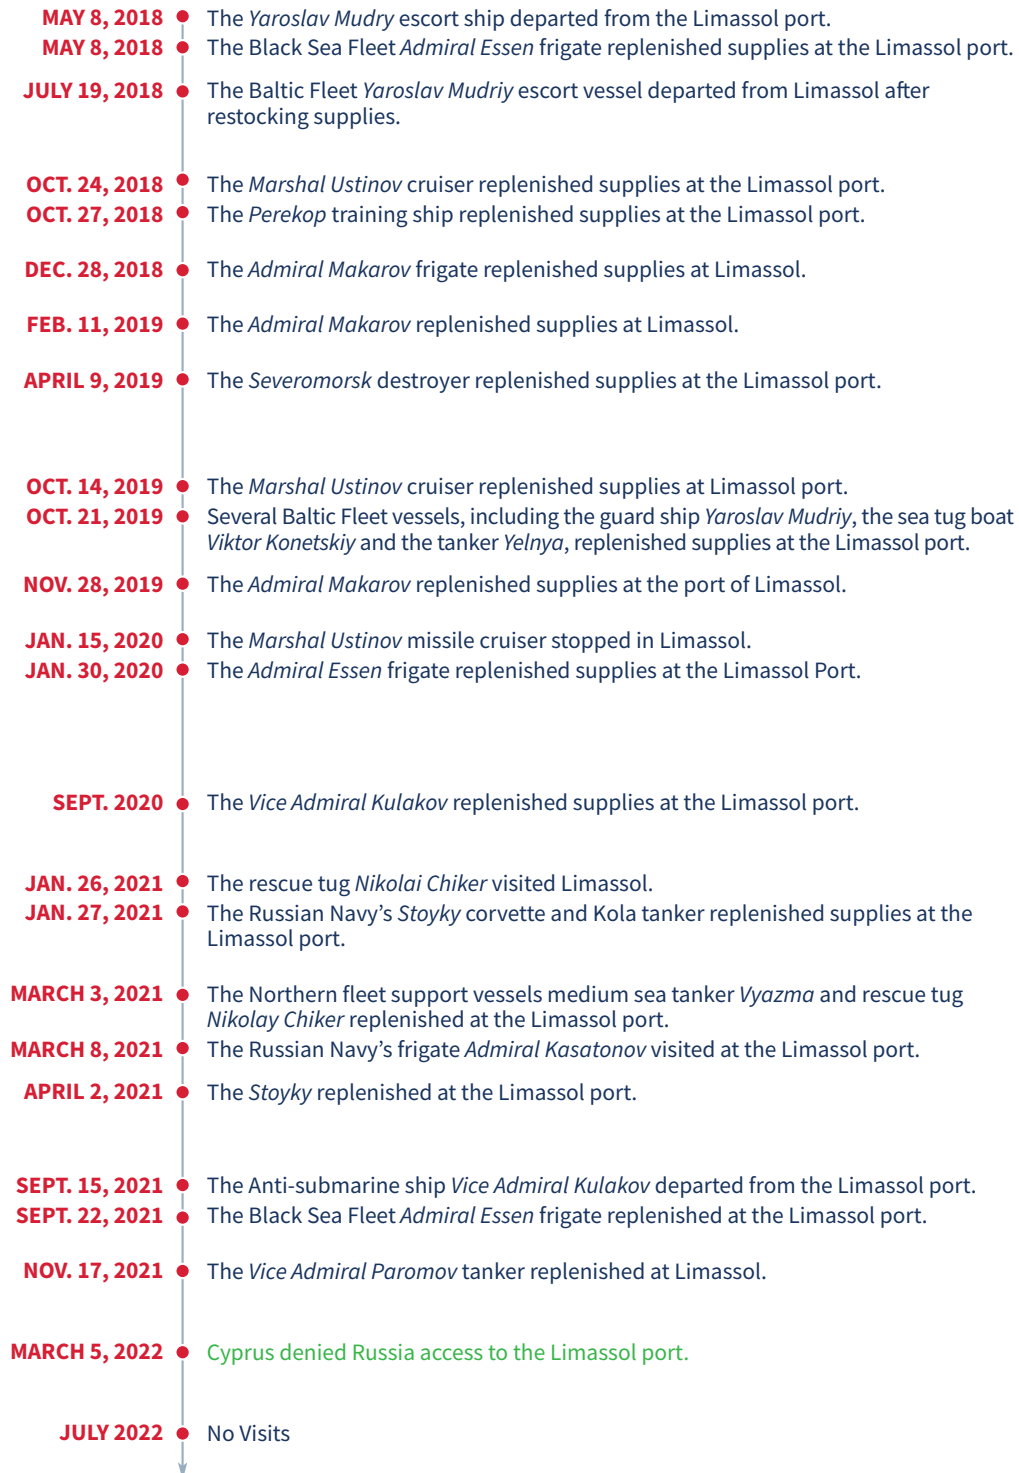 MAY 8, 2018 The Yaroslav Mudry escort ship departed from the Limassol port.
MAY 8, 2018 The Black Sea Fleet Admiral Essen frigate replenished supplies at the Limassol port.
JULY 19, 2018 The Baltic Fleet Yaroslav Mudriy escort vessel departed from Limassol after
restocking supplies.
OCT. 24, 2018 The Marshal Ustinov cruiser replenished supplies at the Limassol port.
OCT. 27, 2018 The Perekop training ship replenished supplies at the Limassol port.
DEC. 28, 2018 The Admiral Makarov frigate replenished supplies at Limassol.
FEB. 11, 2019 The Admiral Makarov replenished supplies at Limassol.
APRIL 9, 2019 The Severomorsk destroyer replenished supplies at the Limassol port.
OCT. 14, 2019 The Marshal Ustinov cruiser replenished supplies at Limassol port.
OCT. 21, 2019 Several Baltic Fleet vessels, including the guard ship Yaroslav Mudriy, the sea tug boat
Viktor Konetskiy and the tanker Yelnya, replenished supplies at the Limassol port.
NOV. 28, 2019 The Admiral Makarov replenished supplies at the port of Limassol.
JAN. 15, 2020 The Marshal Ustinov missile cruiser stopped in Limassol.
JAN. 30, 2020 The Admiral Essen frigate replenished supplies at the Limassol Port.
SEPT. 2020 The Vice Admiral Kulakov replenished supplies at the Limassol port.
JAN. 26, 2021 The rescue tug Nikolai Chiker visited Limassol.
JAN. 27, 2021 The Russian Navy’s Stoyky corvette and Kola tanker replenished supplies at the
Limassol port.
MARCH 3, 2021 The Northern fleet support vessels medium sea tanker Vyazma and rescue tug
Nikolay Chiker replenished at the Limassol port.
MARCH 8, 2021 The Russian Navy’s frigate Admiral Kasatonov visited at the Limassol port.
APRIL 2, 2021 The Stoyky replenished at the Limassol port.
SEPT. 15, 2021 The Anti-submarine ship Vice Admiral Kulakov departed from the Limassol port.
SEPT. 22, 2021 The Black Sea Fleet Admiral Essen frigate replenished at the Limassol port.
NOV. 17, 2021 The Vice Admiral Paromov tanker replenished at Limassol.
MARCH 5, 2022 Cyprus denied Russia access to the Limassol port.
JULY 2022 No Visits